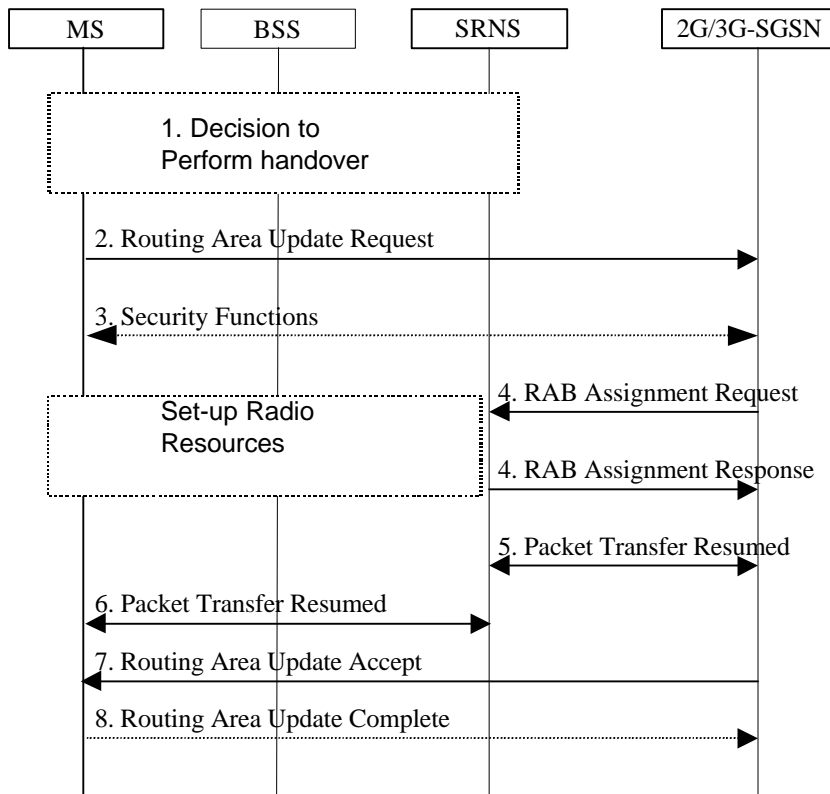 MS
BSS
SRNS
2G/3G-SGSN
1. Decision to
Perform handover
2. Routing Area Update Request
3. Security Functions
Set-up Radio
Resources
4. RAB Assignment Request
4. RAB Assignment Response
5. Packet Transfer Resumed
6. Packet Transfer Resumed
7. Routing Area Update Accept
8. Routing Area Update Complete